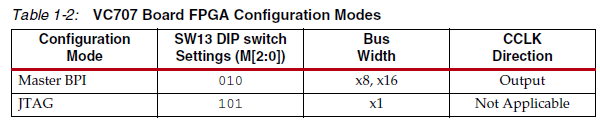 Table 1-2: VC707 Board FPGA Configuration Modes
Configuration Mode | SW13 DIP switch Settings (M[2:0]) | Bus Width | CCLK Direction
Master BPI | 010 | x8, x16 | Output
JTAG | 101 | x1 | Not Applicable